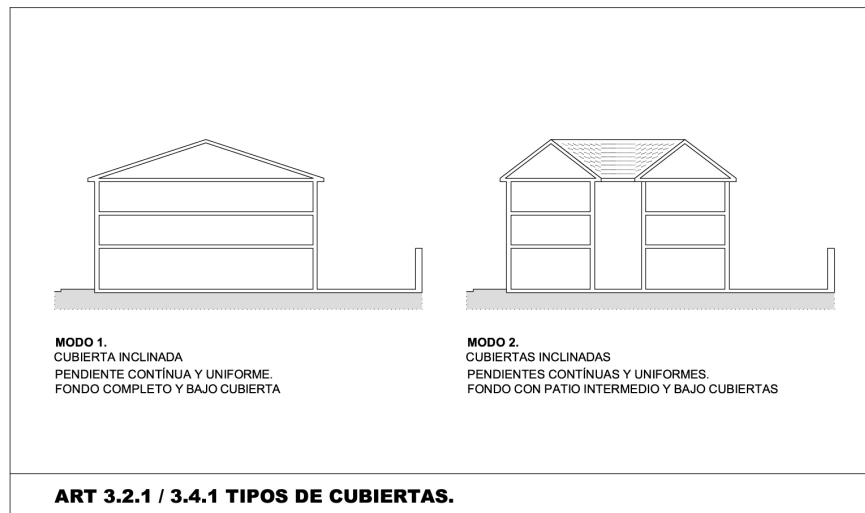 MODO 1.
CUBIERTA INCLINADA
PENDIENTE CONTÍNUA Y UNIFORME.
FONDO COMPLETO Y BAJO CUBIERTA
MODO 2.
CUBIERTAS INCLINADAS
PENDIENTES CONTÍNUAS Y UNIFORMES.
FONDO CON PATIO INTERMEDIO Y BAJO CUBIERTAS
ART 3.2.1 / 3.4.1 TIPOS DE CUBIERTAS.